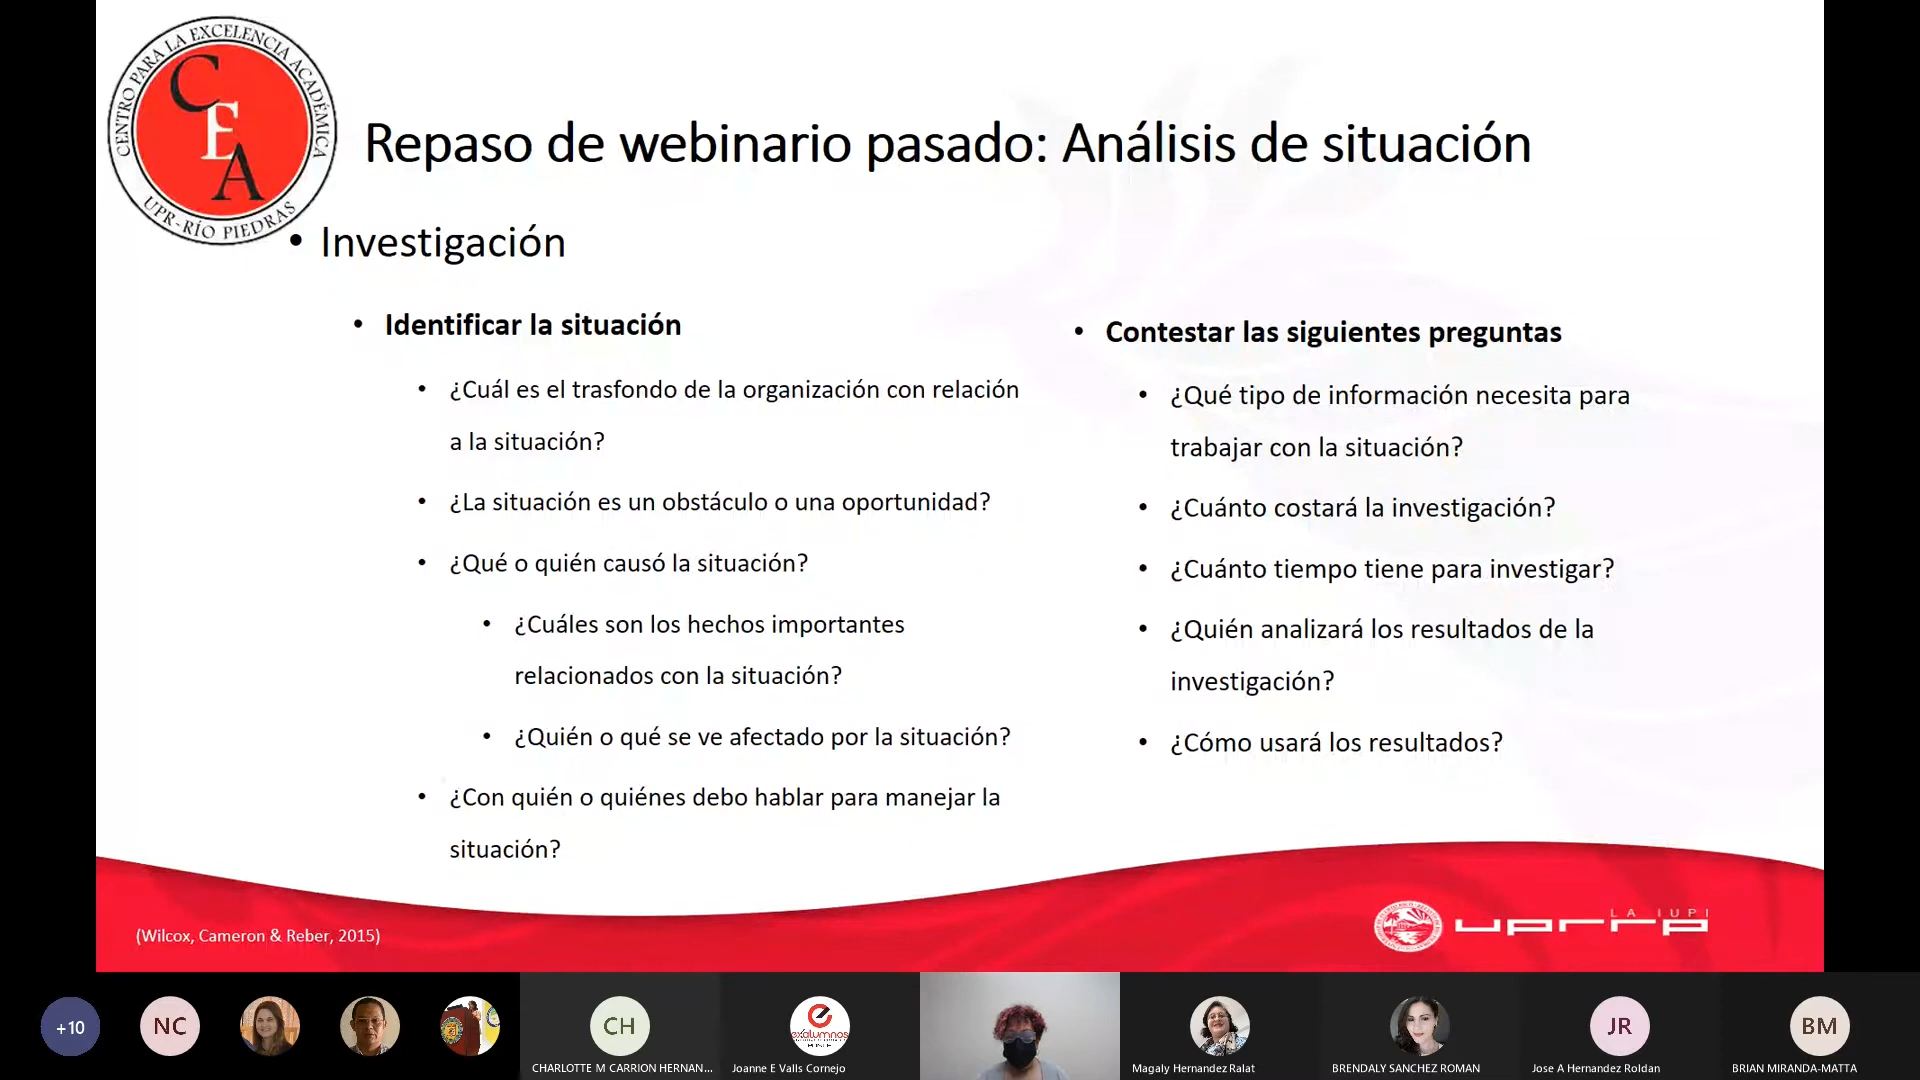 CENTRO PARA LA EXCELENCIA ACADÉMICA
CEA
UPR-RÍO PIEDRAS
Repaso de webinario pasado: Análisis de situación
• Investigación
• Identificar la situación
• ¿Cuál es el trasfondo de la organización con relación
a la situación?
• ¿La situación es un obstáculo o una oportunidad?
• ¿Qué o quién causó la situación?
• ¿Cuáles son los hechos importantes
relacionados con la situación?
• ¿Quién o qué se ve afectado por la situación?
• ¿Con quién o quiénes debo hablar para manejar la
situación?
• Contestar las siguientes preguntas
• ¿Qué tipo de información necesita para
trabajar con la situación?
• ¿Cuánto costará la investigación?
• ¿Cuánto tiempo tiene para investigar?
• ¿Quién analizará los resultados de la
investigación?
• ¿Cómo usará los resultados?
(Wilcox, Cameron & Reber, 2015)
LA IUPI
uprrp
+10
NC
CH
CHARLOTTE M CARRION HERNAN...
exalumnos
Joanne E Valls Cornejo
Magaly Hernandez Ralat
BRENDALY SANCHEZ ROMAN
JR
Jose A Hernandez Roldan
BM
BRIAN MIRANDA-MATTA